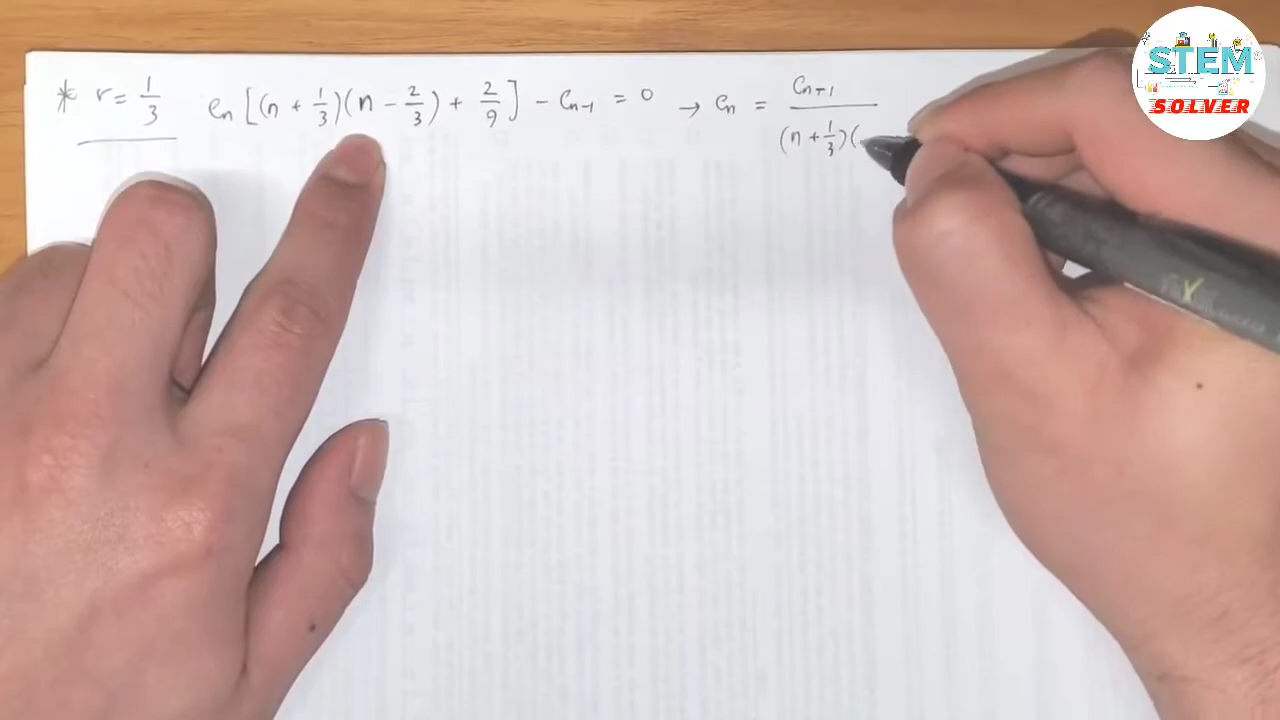 * r = 1/3 Cn [(n + 1/3)(n - 2/3) + 2/9] - Cn-1 = 0 → Cn = Cn+1 / (n + 1/3)(
STEM
SOLVER